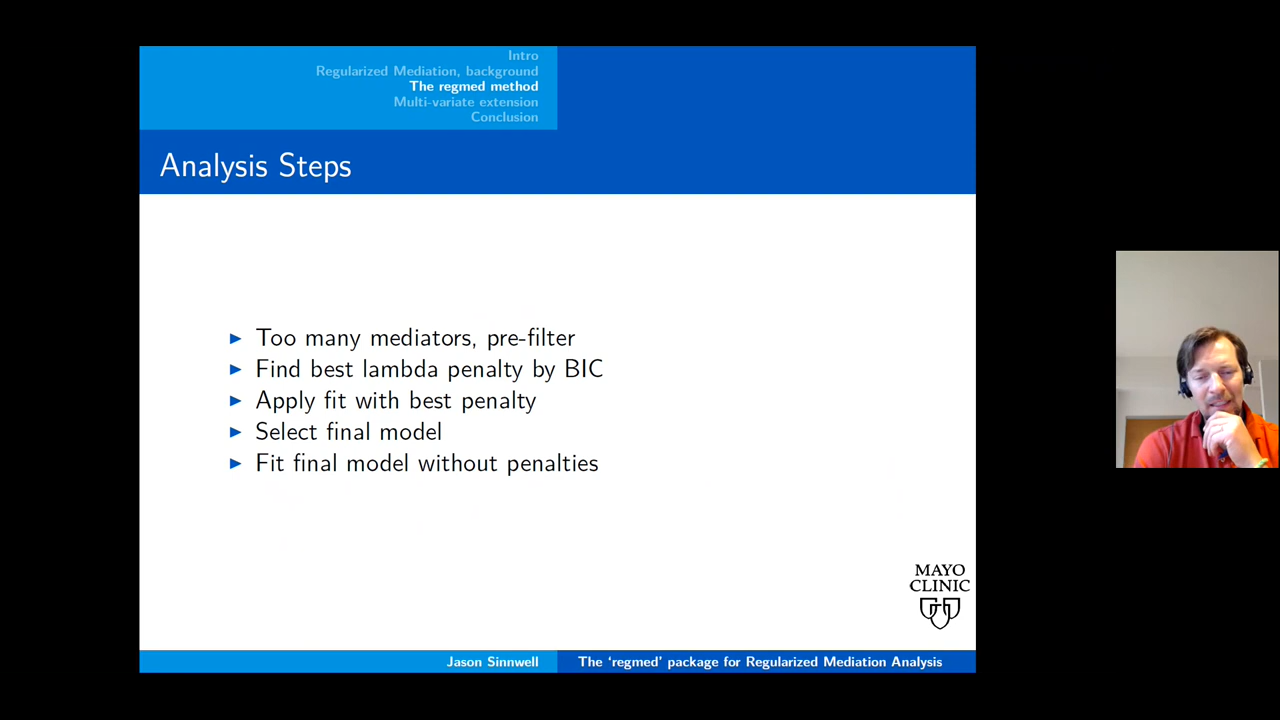 Intro
Regularized Mediation, background
The regmed method
Multi-variate extension
Conclusion
Analysis Steps
Too many mediators, pre-filter
Find best lambda penalty by BIC
Apply fit with best penalty
Select final model
Fit final model without penalties
MAYO
CLINIC
Jason Sinnwell
The ‘regmed’ package for Regularized Mediation Analysis